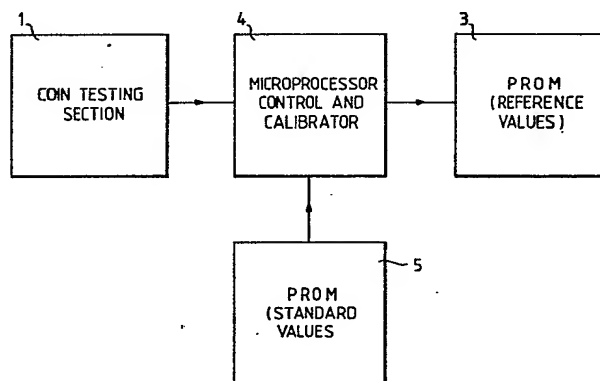 1
COIN TESTING
SECTION
4
MICROPROCESSOR
CONTROL AND
CALIBRATOR
3
PROM
(REFERENCE
VALUES)
5
PROM
(STANDARD
VALUES